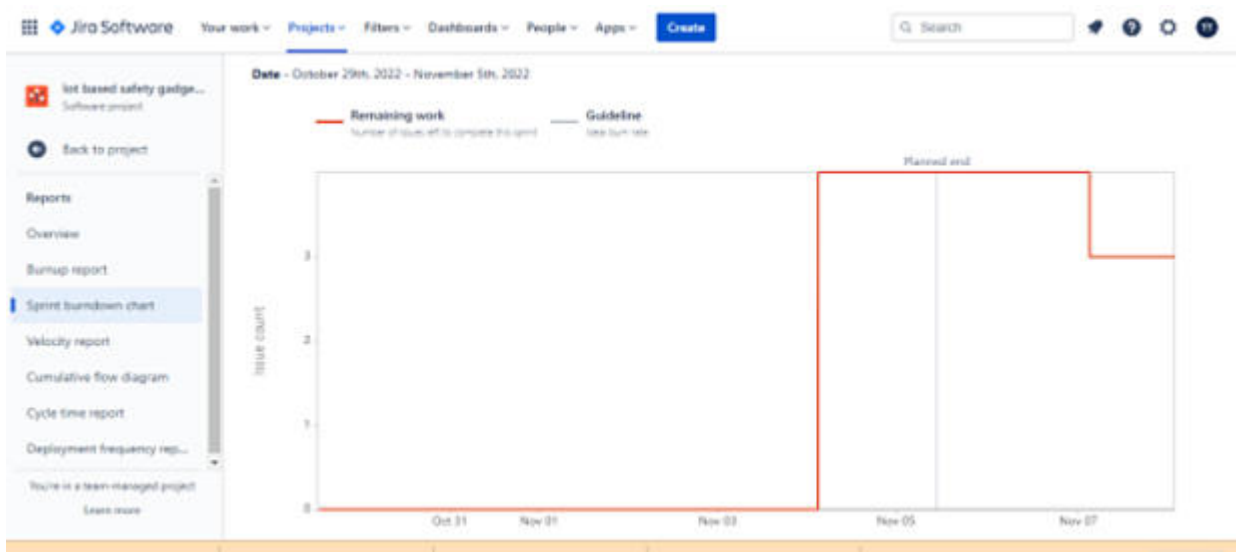 Jira Software Your work Projects Filters Dashboards People Apps Create Search
Iot based safety gadge...
Software project
Back to project
Reports
Overview
Burnup report
Sprint burndown chart
Velocity report
Cumulative flow diagram
Cycle time report
Deployment frequency rep...
You're in a team-managed project
Learn more
Date - October 29th, 2022 - November 5th, 2022
Remaining work
Number of issues left to complete this sprint
Guideline
Ideal burn rate
Planned end
Issue count
3
2
1
0
Oct 31 Nov 01 Nov 03 Nov 05 Nov 07